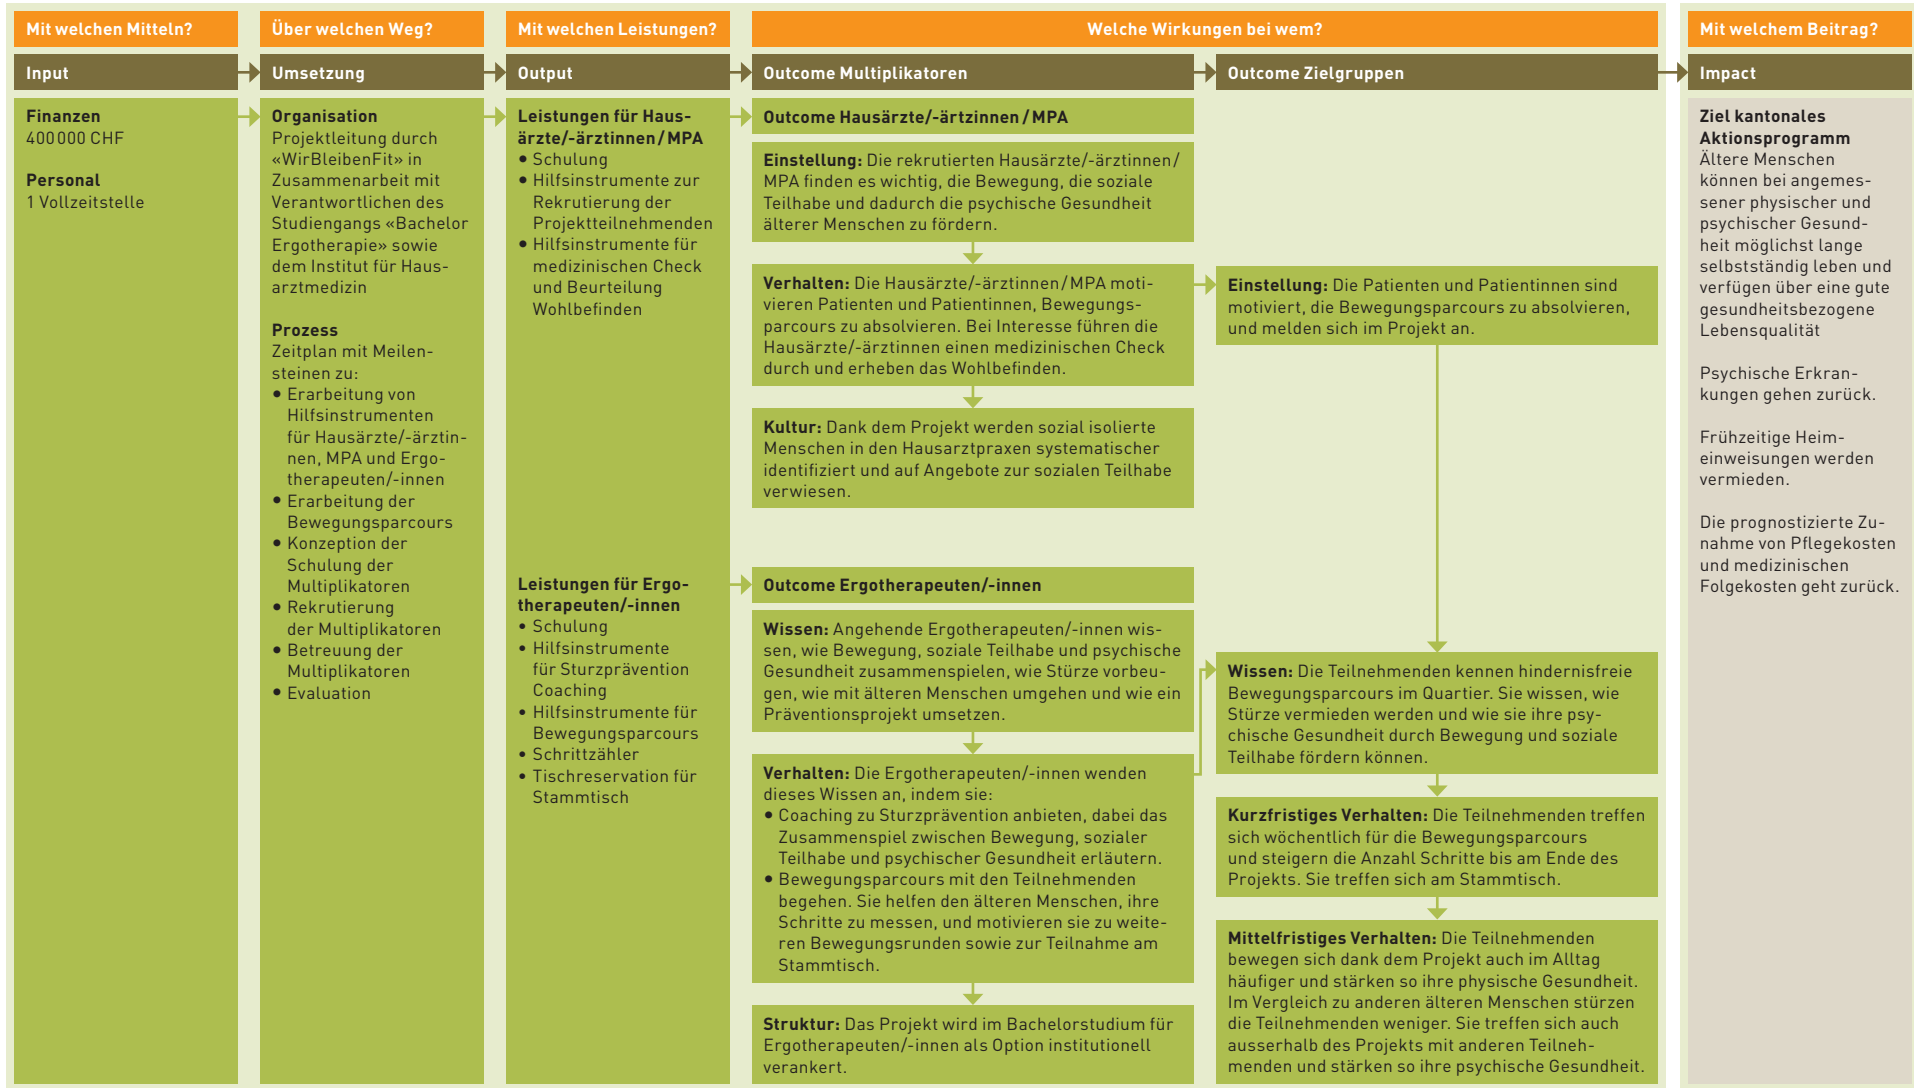 Mit welchen Mitteln?
Über welchen Weg?
Mit welchen Leistungen?
Welche Wirkungen bei wem?
Mit welchem Beitrag?
Input
Umsetzung
Output
Outcome Multiplikatoren
Outcome Zielgruppen
Impact
Finanzen
400 000 CHF
Personal
1 Vollzeitstelle
Organisation
Projektleitung durch
«WirBleibenFit» in
Zusammenarbeit mit
Verantwortlichen des
Studiengangs «Bachelor
Ergotherapie» sowie
dem Institut für Haus-
arztmedizin
Prozess
Zeitplan mit Meilen-
steinen zu:
• Erarbeitung von
Hilfsinstrumenten
für Hausärzte/-ärztin-
nen, MPA und Ergo-
therapeuten/-innen
• Erarbeitung der
Bewegungsparcours
• Konzeption der
Schulung der
Multiplikatoren
• Rekrutierung
der Multiplikatoren
• Betreuung der
Multiplikatoren
• Evaluation
Leistungen für Haus-
ärzte/-ärztinnen / MPA
• Schulung
• Hilfsinstrumente zur
Rekrutierung der
Projektteilnehmenden
• Hilfsinstrumente für
medizinischen Check
und Beurteilung
Wohlbefinden
Leistungen für Ergo-
therapeuten/-innen
• Schulung
• Hilfsinstrumente
für Sturzprävention
Coaching
• Hilfsinstrumente für
Bewegungsparcours
• Schrittzähler
• Tischreservation für
Stammtisch
Outcome Hausärzte/-ärtzinnen / MPA
Einstellung: Die rekrutierten Hausärzte/-ärztinnen /
MPA finden es wichtig, die Bewegung, die soziale
Teilhabe und dadurch die psychische Gesundheit
älterer Menschen zu fördern.
Verhalten: Die Hausärzte/-ärztinnen / MPA moti-
vieren Patienten und Patientinnen, Bewegungs-
parcours zu absolvieren. Bei Interesse führen die
Hausärzte/-ärztinnen einen medizinischen Check
durch und erheben das Wohlbefinden.
Kultur: Dank dem Projekt werden sozial isolierte
Menschen in den Hausarztpraxen systematischer
identifiziert und auf Angebote zur sozialen Teilhabe
verwiesen.
Outcome Ergotherapeuten/-innen
Wissen: Angehende Ergotherapeuten/-innen wis-
sen, wie Bewegung, soziale Teilhabe und psychische
Gesundheit zusammenspielen, wie Stürze vorbeu-
gen, wie mit älteren Menschen umgehen und wie ein
Präventionsprojekt umsetzen.
Verhalten: Die Ergotherapeuten/-innen wenden
dieses Wissen an, indem sie:
• Coaching zu Sturzprävention anbieten, dabei das
Zusammenspiel zwischen Bewegung, sozialer
Teilhabe und psychischer Gesundheit erläutern.
• Bewegungsparcours mit den Teilnehmenden
begehen. Sie helfen den älteren Menschen, ihre
Schritte zu messen, und motivieren sie zu weite-
ren Bewegungsrunden sowie zur Teilnahme am
Stammtisch.
Struktur: Das Projekt wird im Bachelorstudium für
Ergotherapeuten/-innen als Option institutionell
verankert.
Einstellung: Die Patienten und Patientinnen sind
motiviert, die Bewegungsparcours zu absolvieren,
und melden sich im Projekt an.
Wissen: Die Teilnehmenden kennen hindernisfreie
Bewegungsparcours im Quartier. Sie wissen, wie
Stürze vermieden werden und wie sie ihre psy-
chische Gesundheit durch Bewegung und soziale
Teilhabe fördern können.
Kurzfristiges Verhalten: Die Teilnehmenden treffen
sich wöchentlich für die Bewegungsparcours
und steigern die Anzahl Schritte bis am Ende des
Projekts. Sie treffen sich am Stammtisch.
Mittelfristiges Verhalten: Die Teilnehmenden
bewegen sich dank dem Projekt auch im Alltag
häufiger und stärken so ihre physische Gesundheit.
Im Vergleich zu anderen älteren Menschen stürzen
die Teilnehmenden weniger. Sie treffen sich auch
ausserhalb des Projekts mit anderen Teilneh-
menden und stärken so ihre psychische Gesundheit.
Ziel kantonales
Aktionsprogramm
Ältere Menschen
können bei angemes-
sener physischer und
psychischer Gesund-
heit möglichst lange
selbstständig leben und
verfügen über eine gute
gesundheitsbezogene
Lebensqualität
Psychische Erkran-
kungen gehen zurück.
Frühzeitige Heim-
einweisungen werden
vermieden.
Die prognostizierte Zu-
nahme von Pflegekosten
und medizinischen
Folgekosten geht zurück.